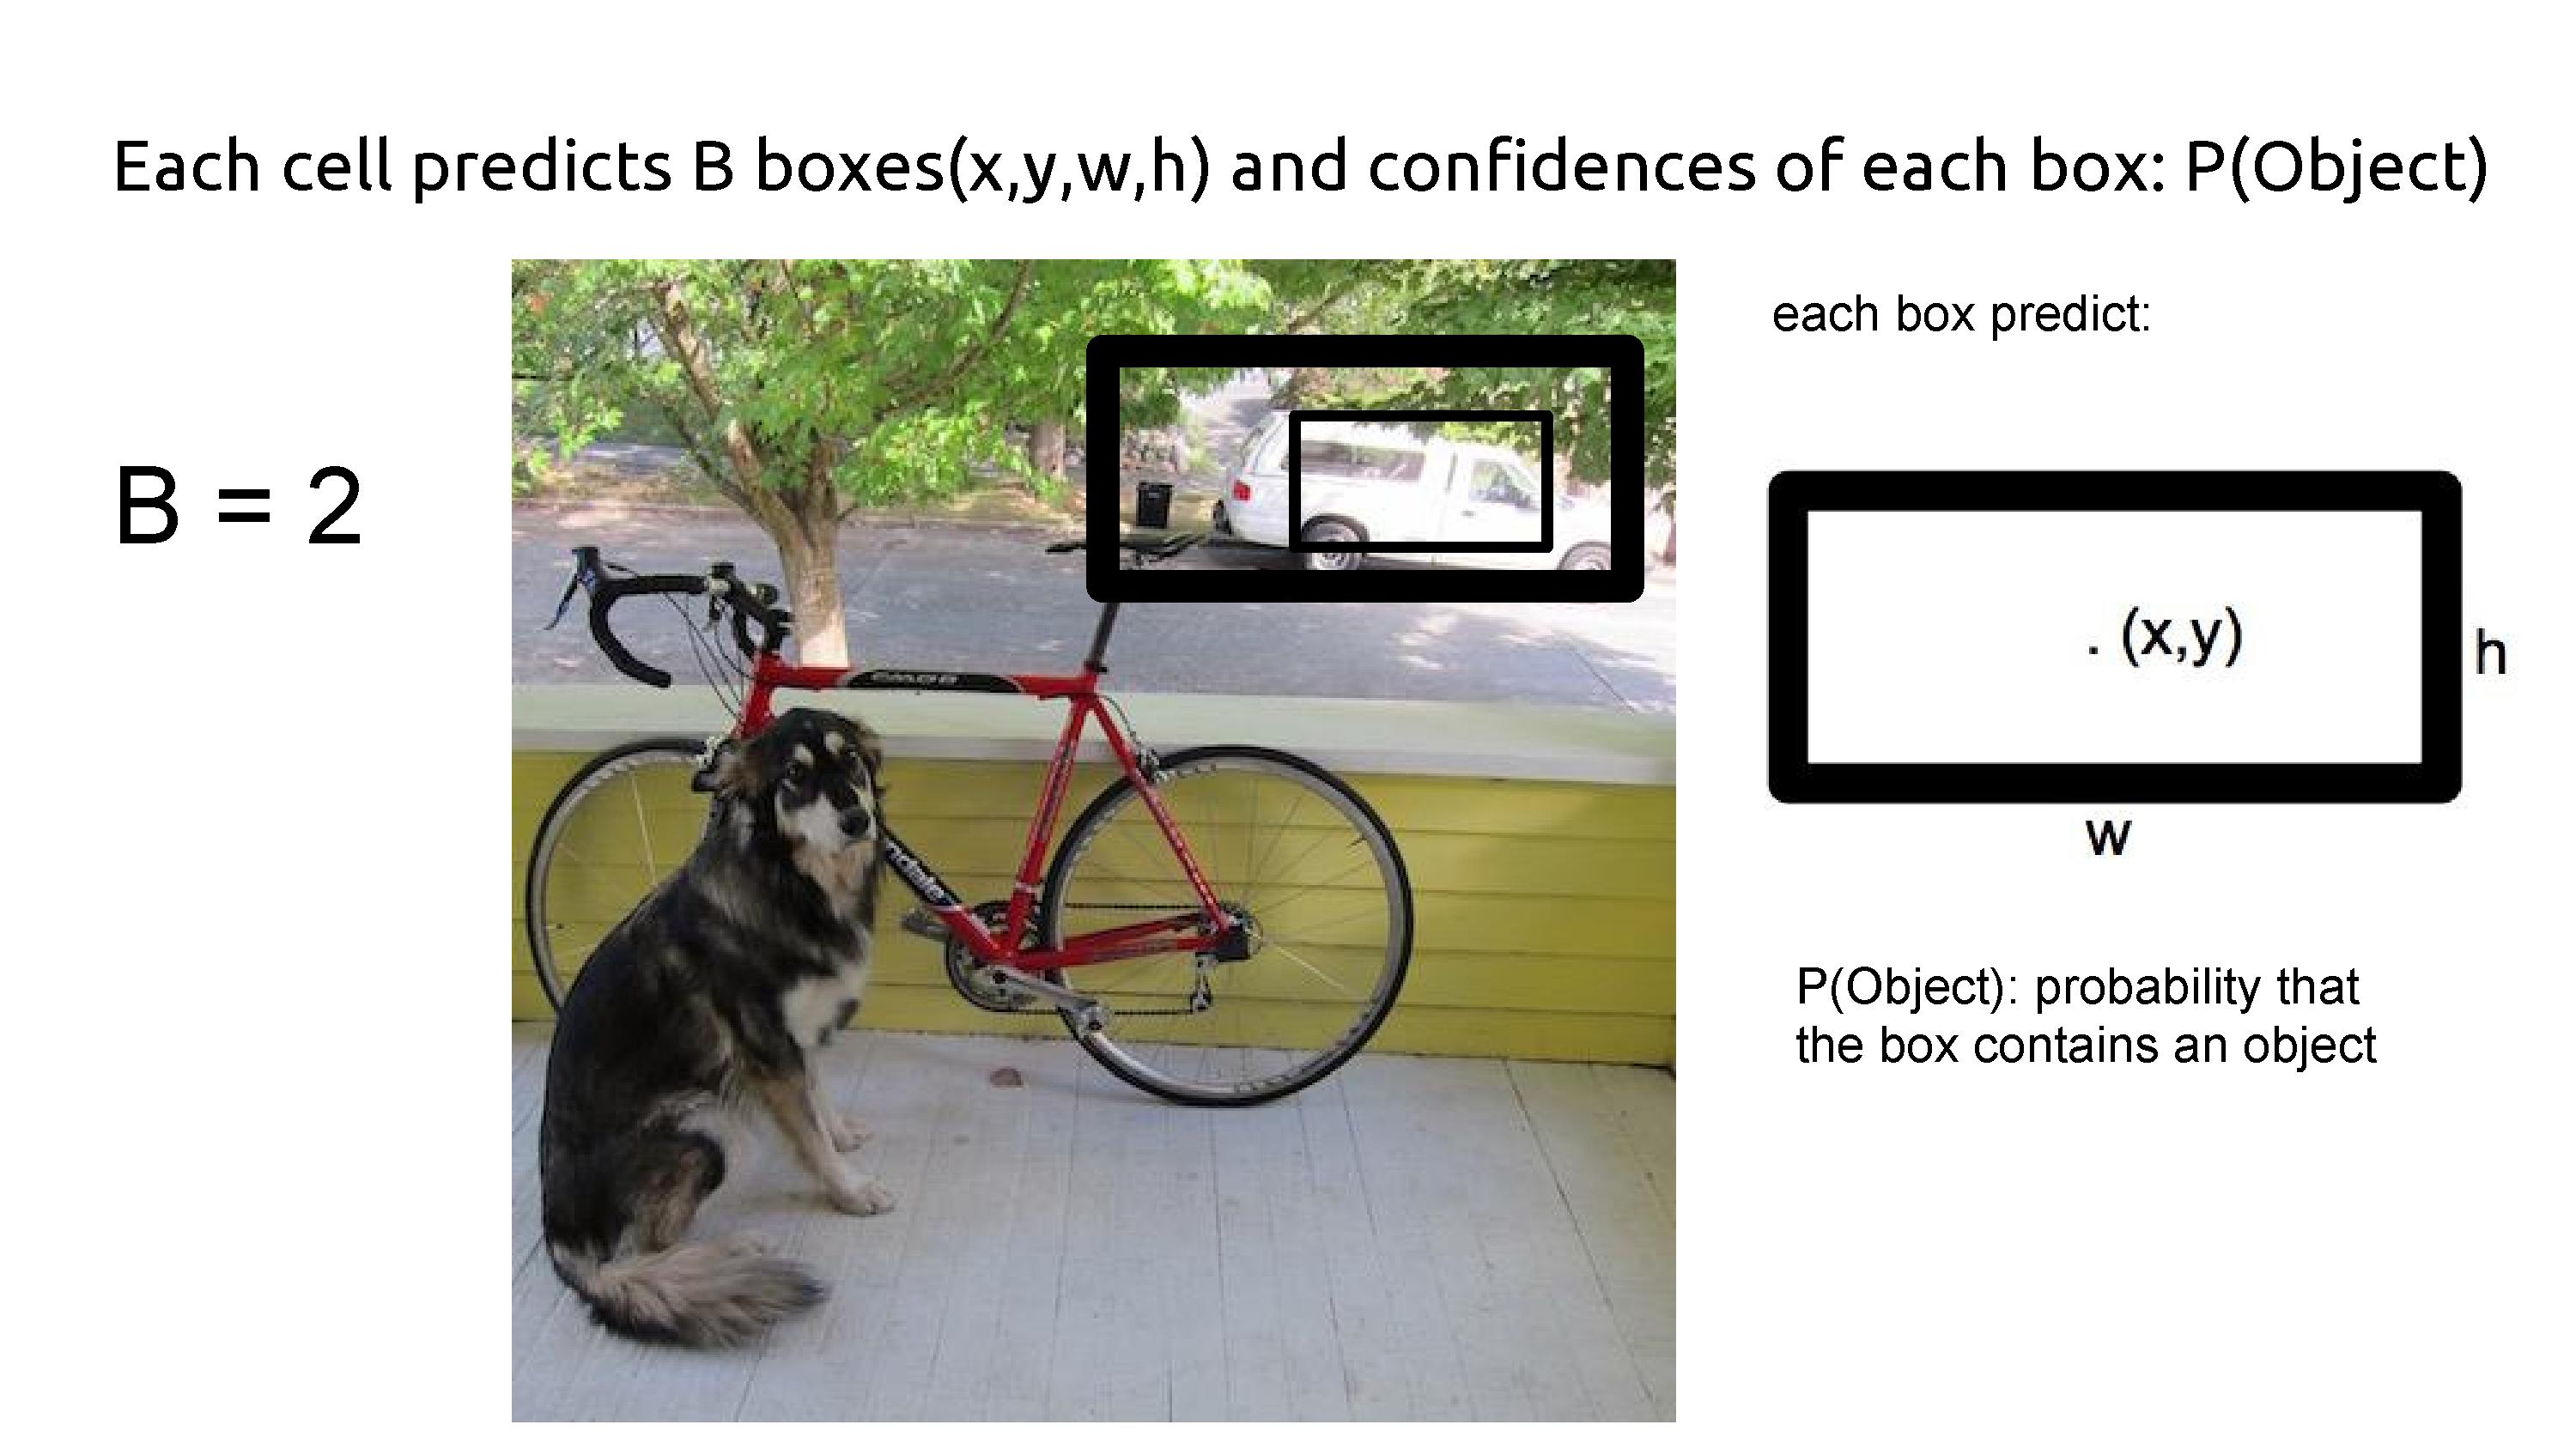 Each cell predicts B boxes(x,y,w,h) and confidences of each box: P(Object)
B = 2
each box predict:
. (x,y)
h
w
P(Object): probability that
the box contains an object